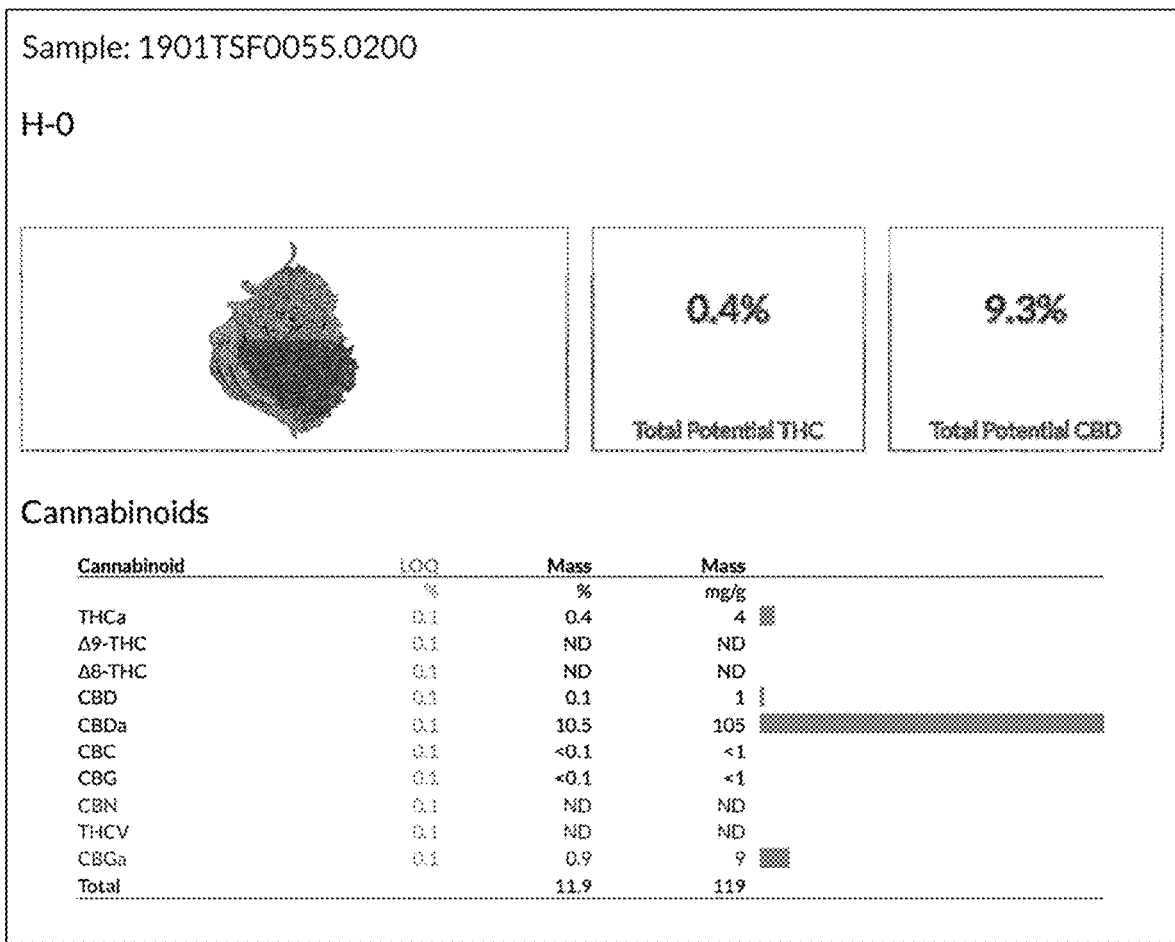 Sample: 1901TSF0055.0200
H-0
0.4%
Total Potential THC
9.3%
Total Potential CBD
Cannabinoids
Cannabinoid LOQ Mass Mass
% % mg/g
THCa 0.1 0.4 4
Δ9-THC 0.1 ND ND
Δ8-THC 0.1 ND ND
CBD 0.1 0.1 1
CBDa 0.1 10.5 105
CBC 0.1 <0.1 <1
CBG 0.1 <0.1 <1
CBN 0.1 ND ND
THCV 0.1 ND ND
CBGa 0.1 0.9 9
Total 11.9 119